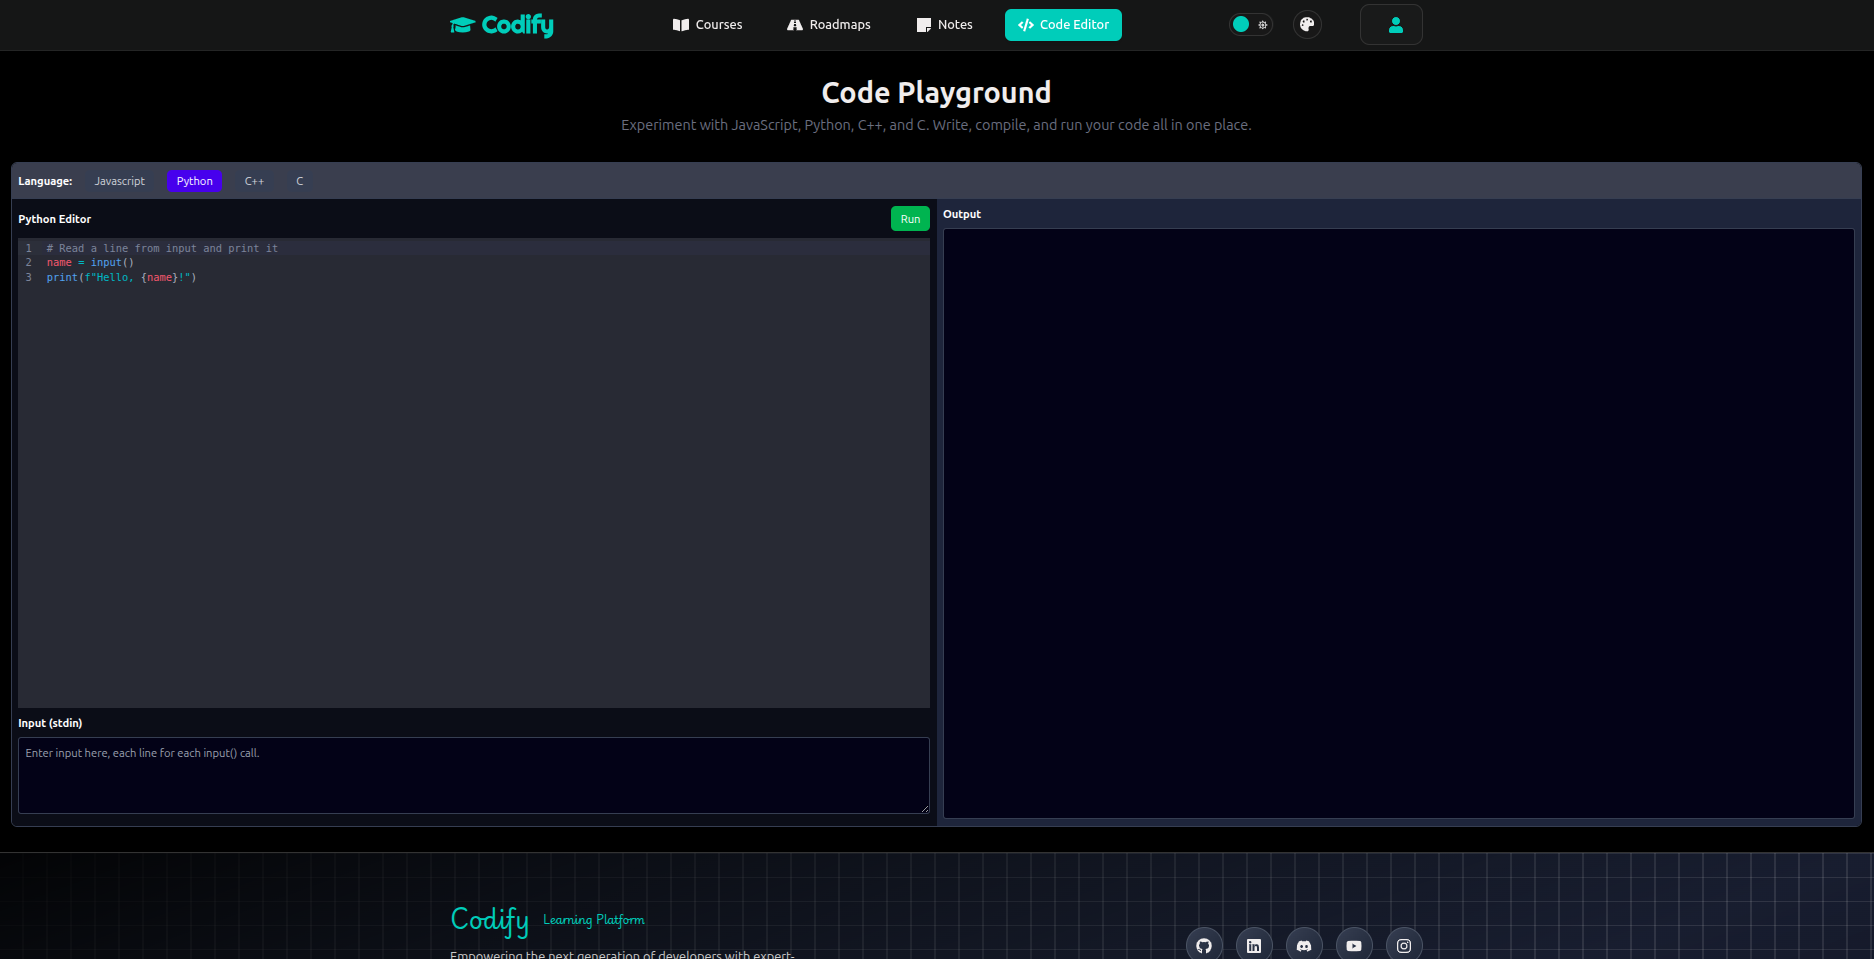 Codify
Courses
Roadmaps
Notes
</> Code Editor
Code Playground
Experiment with JavaScript, Python, C++, and C. Write, compile, and run your code all in one place.
Language:
Javascript
Python
C++
C
Python Editor
Run
1 # Read a line from input and print it
2 name = input()
3 print(f"Hello, {name}!")
Input (stdin)
Enter input here, each line for each input() call.
Output
Codify Learning Platform
Empowering the next generation of developers with expert-